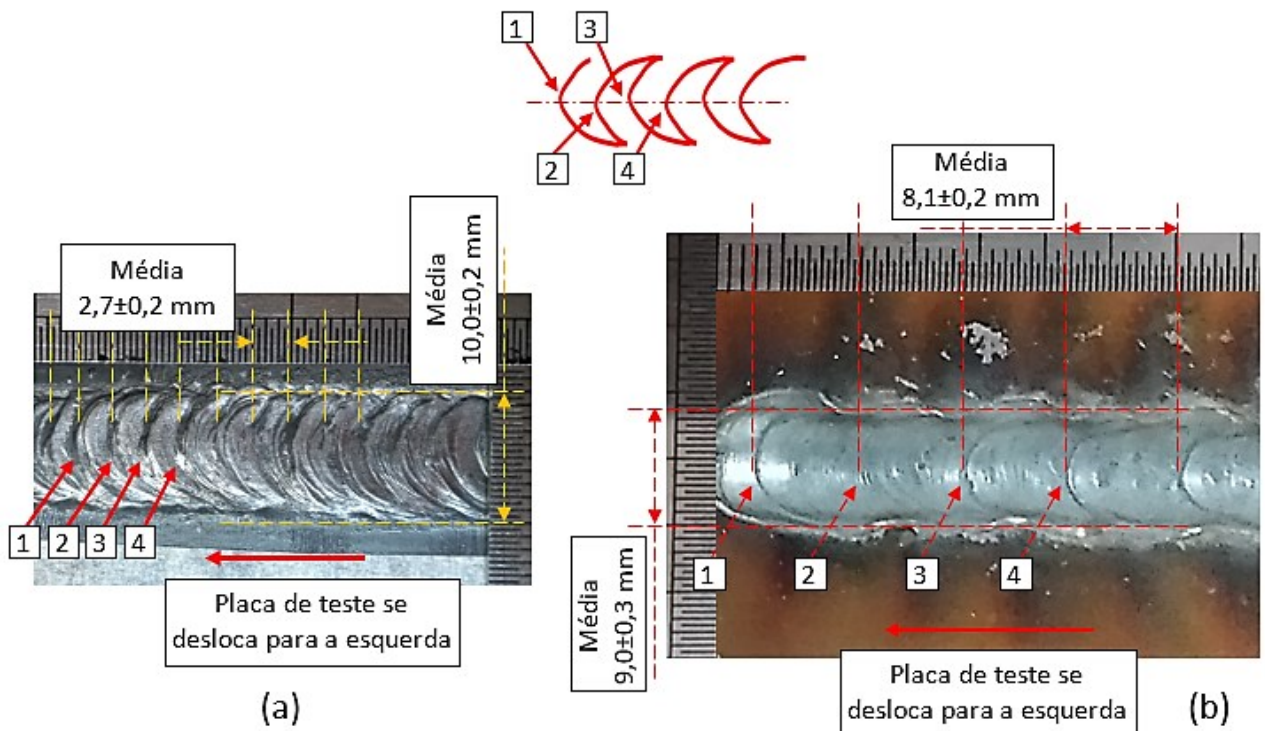 1
3
2
4
Média
8,1±0,2 mm
Média
2,7±0,2 mm
Média
10,0±0,2 mm
1
2
3
4
Placa de teste se
desloca para a esquerda
(a)
Média
9,0±0,3 mm
1
2
3
4
Placa de teste se
desloca para a esquerda
(b)